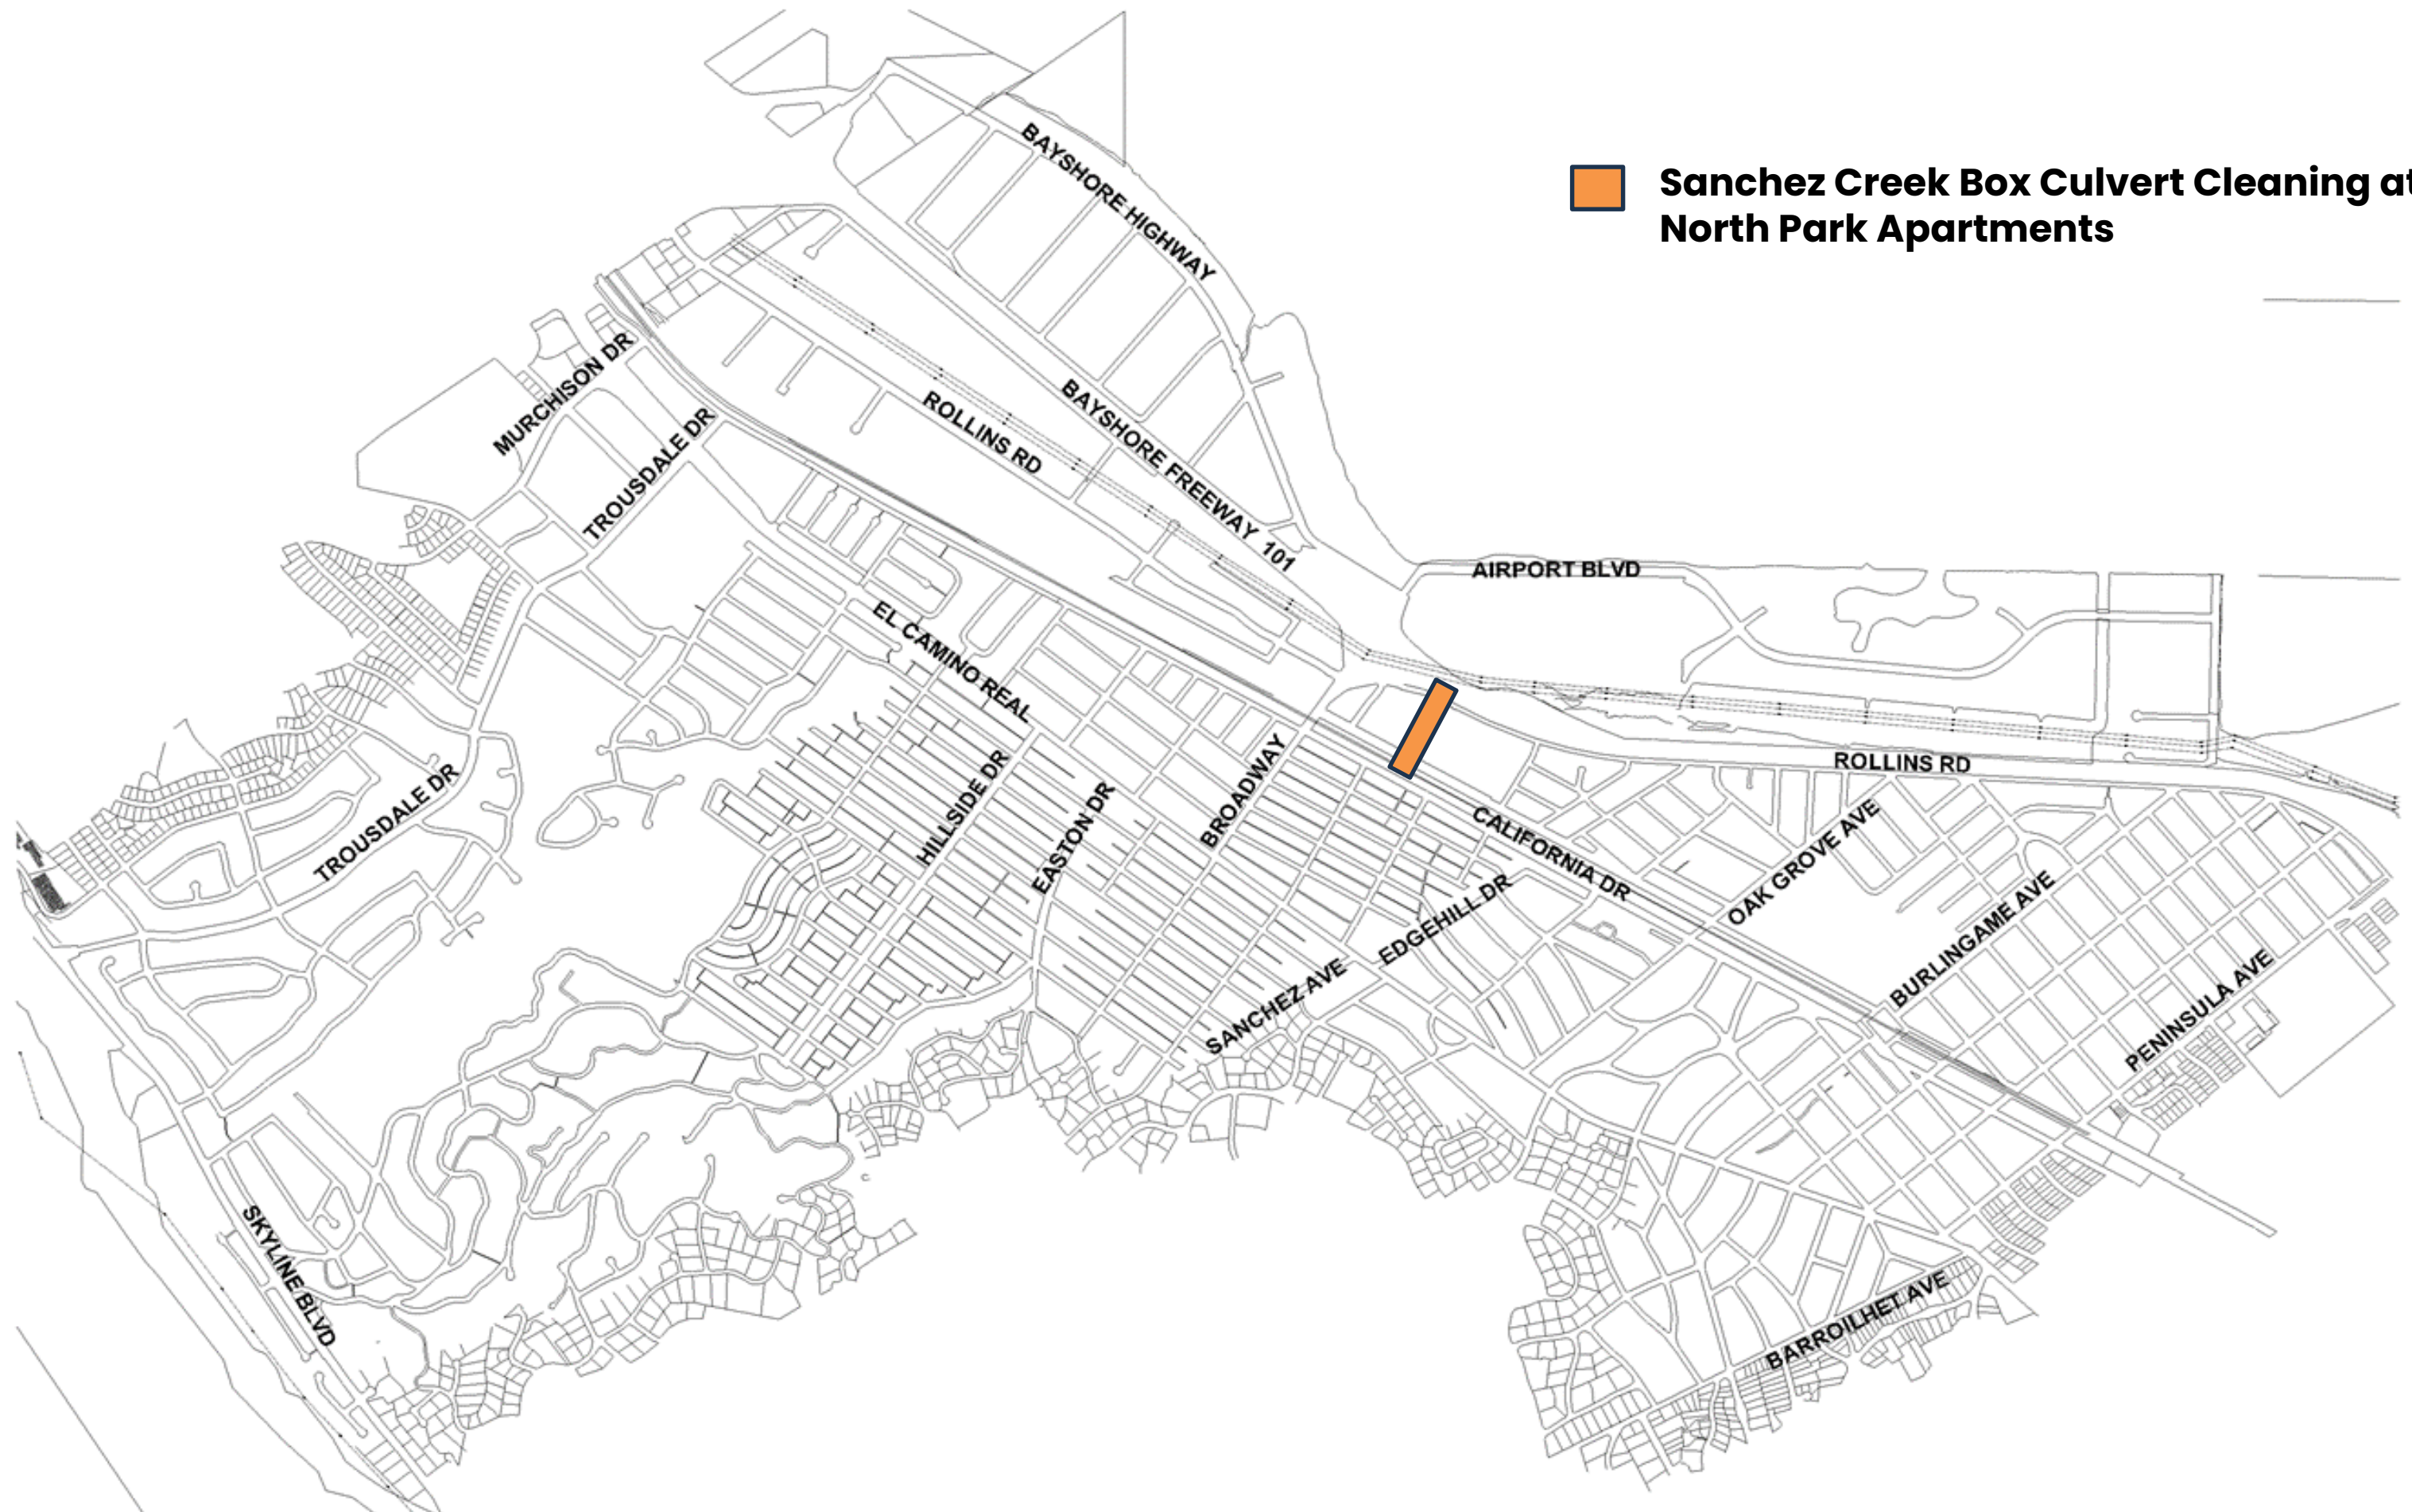 BAYSHORE HIGHWAY
Sanchez Creek Box Culvert Cleaning at
North Park Apartments
MURCHISON DR
TROUSDALE DR
ROLLINS RD
BAYSHORE FREEWAY 101
AIRPORT BLVD
EL CAMINO REAL
HILLSIDE DR
EASTON DR
BROADWAY
ROLLINS RD
TROUSDALE DR
CALIFORNIA DR
OAK GROVE AVE
EDGEHILL DR
SANCHEZ AVE
BURLINGAME AVE
PENINSULA AVE
SKYLINE BLVD
BARROILHET AVE